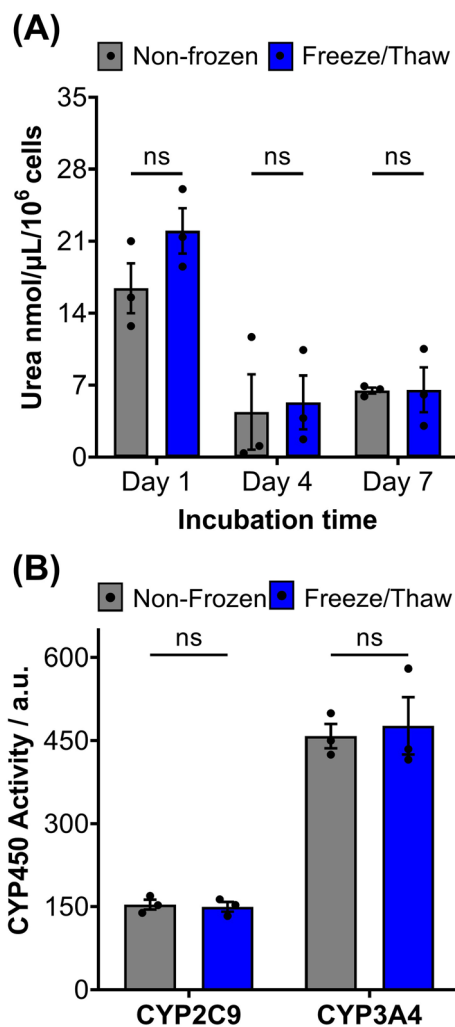 (A)
Non-frozen Freeze/Thaw
Urea nmol/µL/10⁶ cells
35
28
21
14
7
0
ns ns ns
Day 1 Day 4 Day 7
Incubation time
(B)
Non-Frozen Freeze/Thaw
CYP450 Activity / a.u.
600
450
300
150
0
ns ns
CYP2C9 CYP3A4